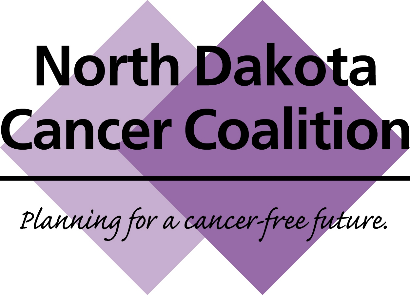 North Dakota
Cancer Coalition
Planning for a cancer-free future.